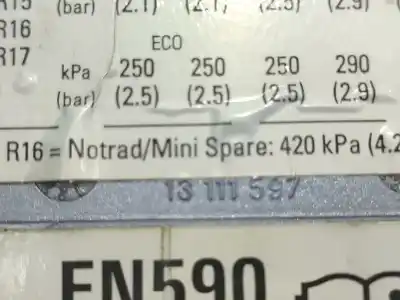 R15 (bar) (2.1) (2.1) (2.5) (2.9)
R16 ECO
R17
kPa 250 250 250 290
(bar) (2.5) (2.5) (2.5) (2.9)
R16 = Notrad/Mini Spare: 420 kPa (4.2
13 111 597
EN590